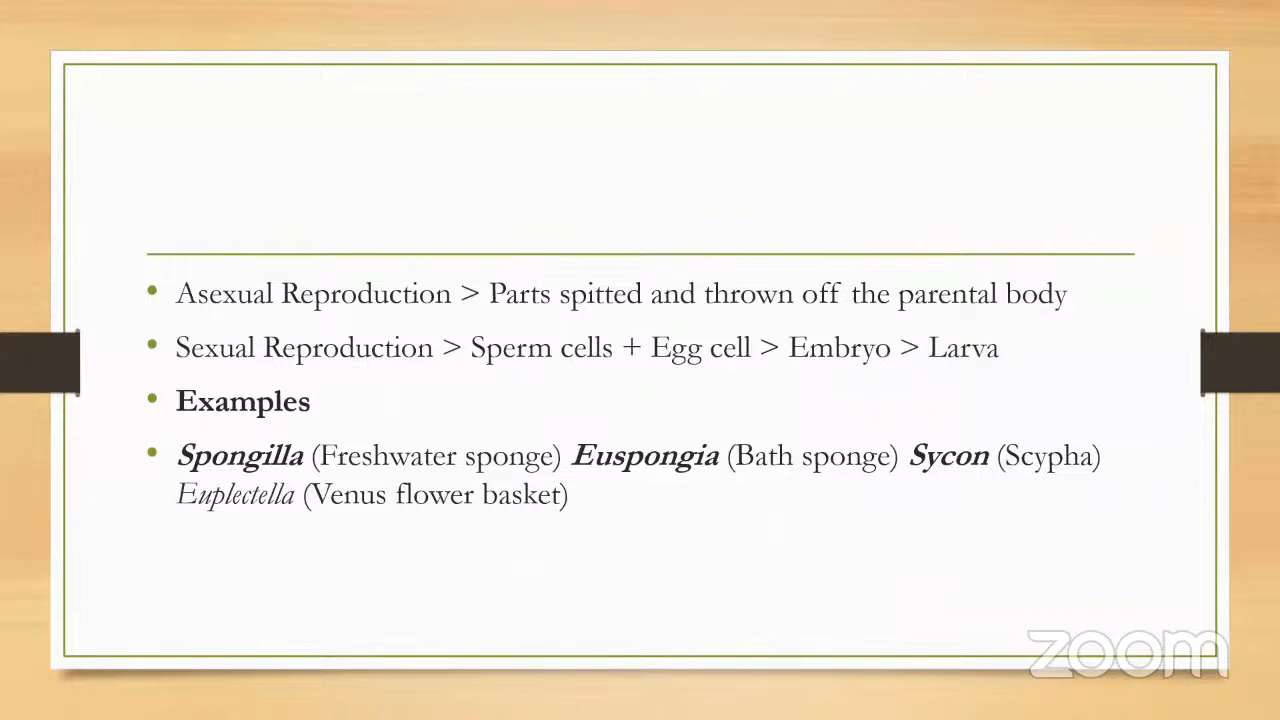 • Asexual Reproduction > Parts spitted and thrown off the parental body
• Sexual Reproduction > Sperm cells + Egg cell > Embryo > Larva
• Examples
• Spongilla (Freshwater sponge) Euspongia (Bath sponge) Sycon (Scypha)
Euplectella (Venus flower basket)
zoom